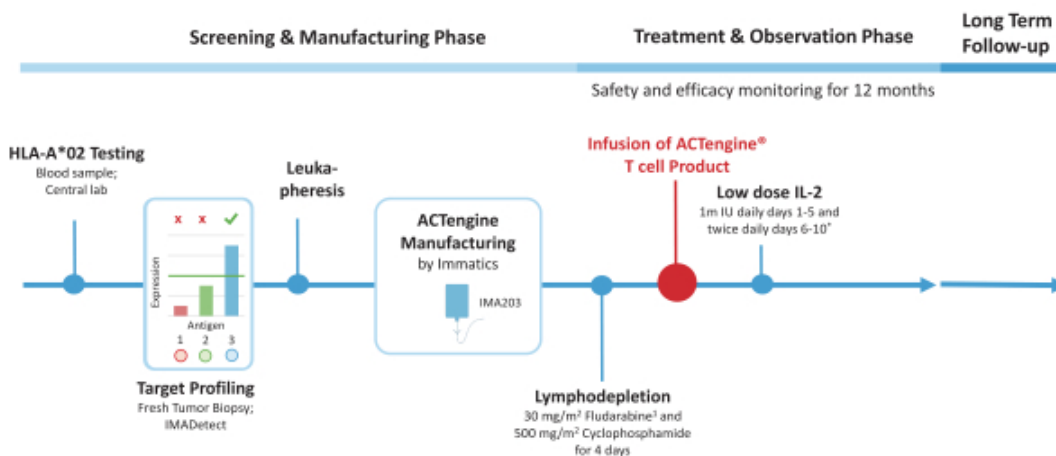 Screening & Manufacturing Phase
Treatment & Observation Phase
Long Term
Follow-up
Safety and efficacy monitoring for 12 months
HLA-A*02 Testing
Blood sample;
Central lab
x x ✓
Expression
Antigen
1 2 3
Target Profiling
Fresh Tumor Biopsy;
IMADetect
Leuka-
pheresis
ACTengine
Manufacturing
by Immatics
IMA203
Lymphodepletion
30 mg/m² Fludarabine¹ and
500 mg/m² Cyclophosphamide
for 4 days
Infusion of ACTengine®
T cell Product
Low dose IL-2
1m IU daily days 1-5 and
twice daily days 6-10*